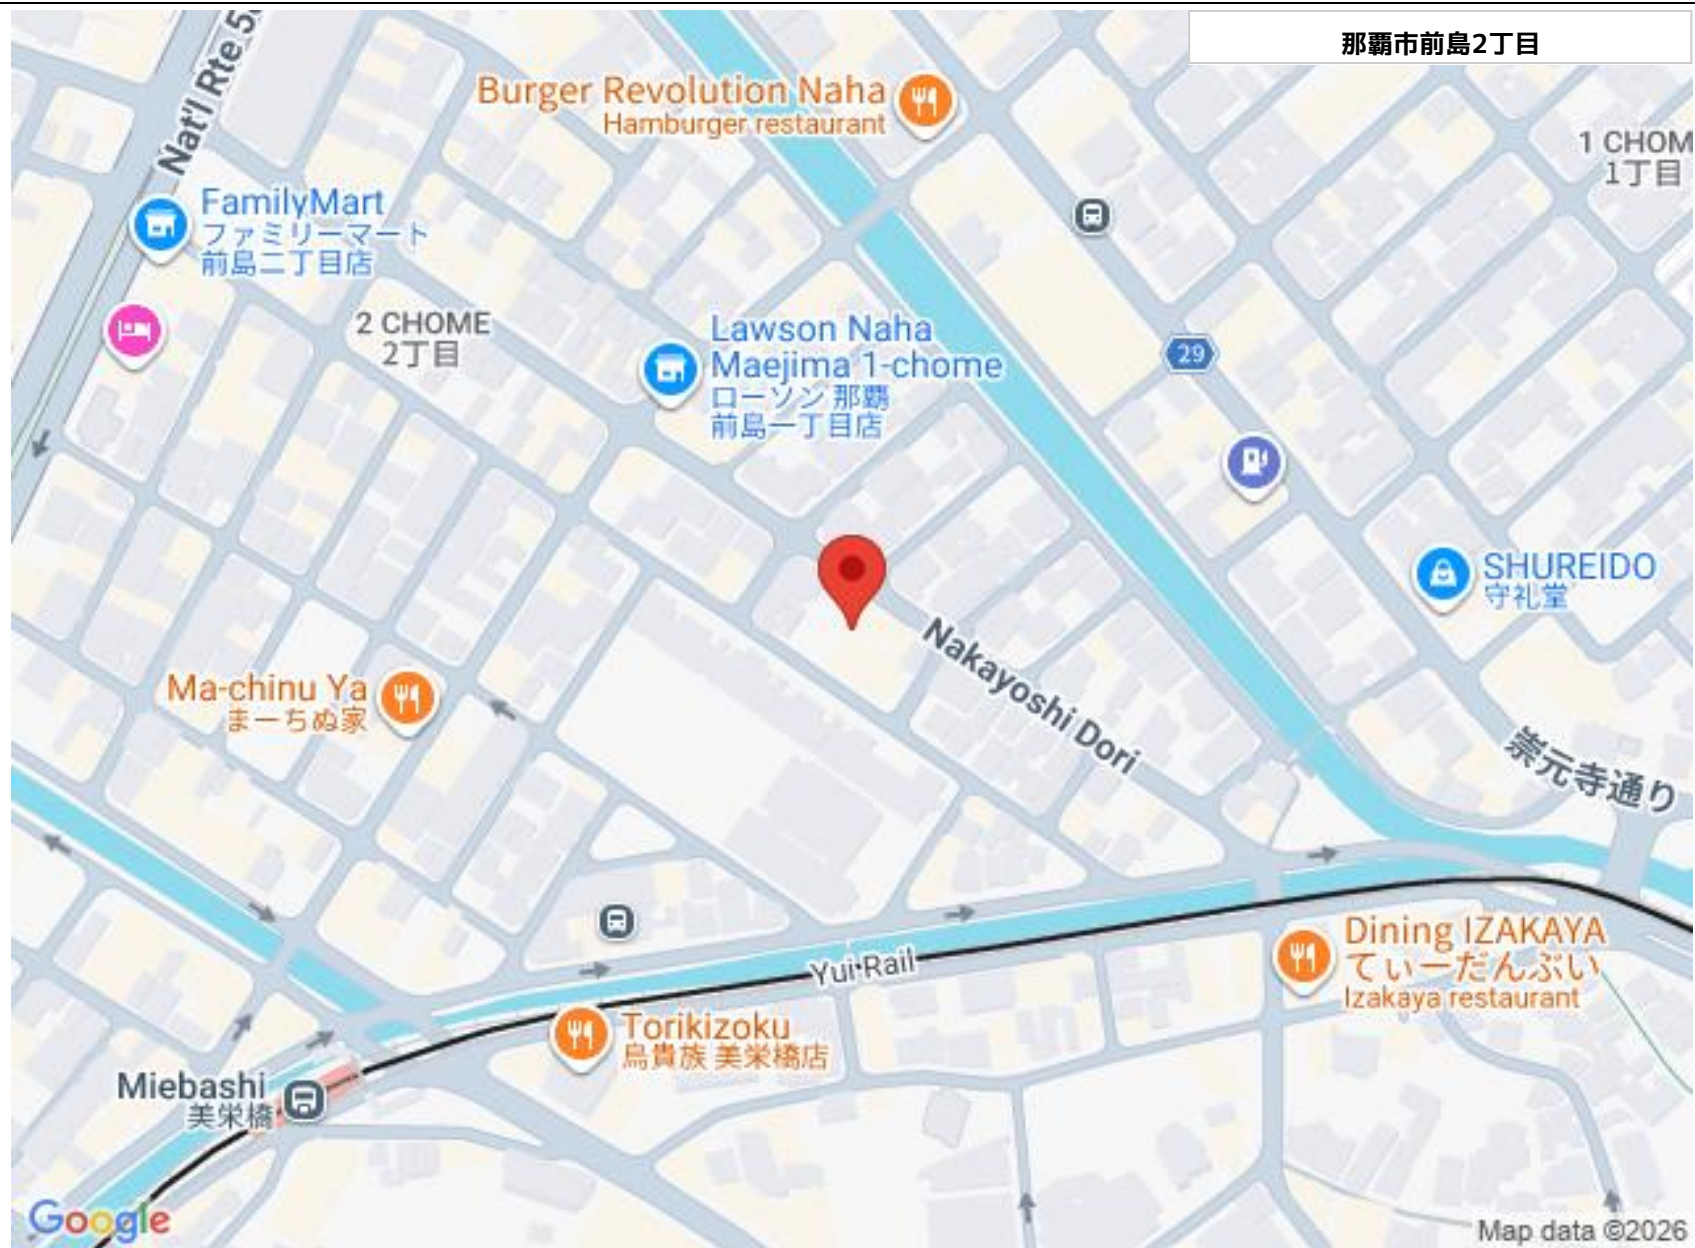 那覇市前島2丁目
Nat'l Rte 58
Burger Revolution Naha
Hamburger restaurant
1 CHOM
1丁目
FamilyMart
ファミリーマート
前島二丁目店
2 CHOME
2丁目
Lawson Naha
Maejima 1-chome
ローソン 那覇
前島一丁目店
29
SHUREIDO
守礼堂
Nakayoshi Dori
Ma-chinu Ya
まーちぬ家
崇元寺通り
Dining IZAKAYA
てぃーだんぶい
Izakaya restaurant
Yui Rail
Torikizoku
鳥貴族 美栄橋店
Miebashi
美栄橋
Google
Map data ©2026